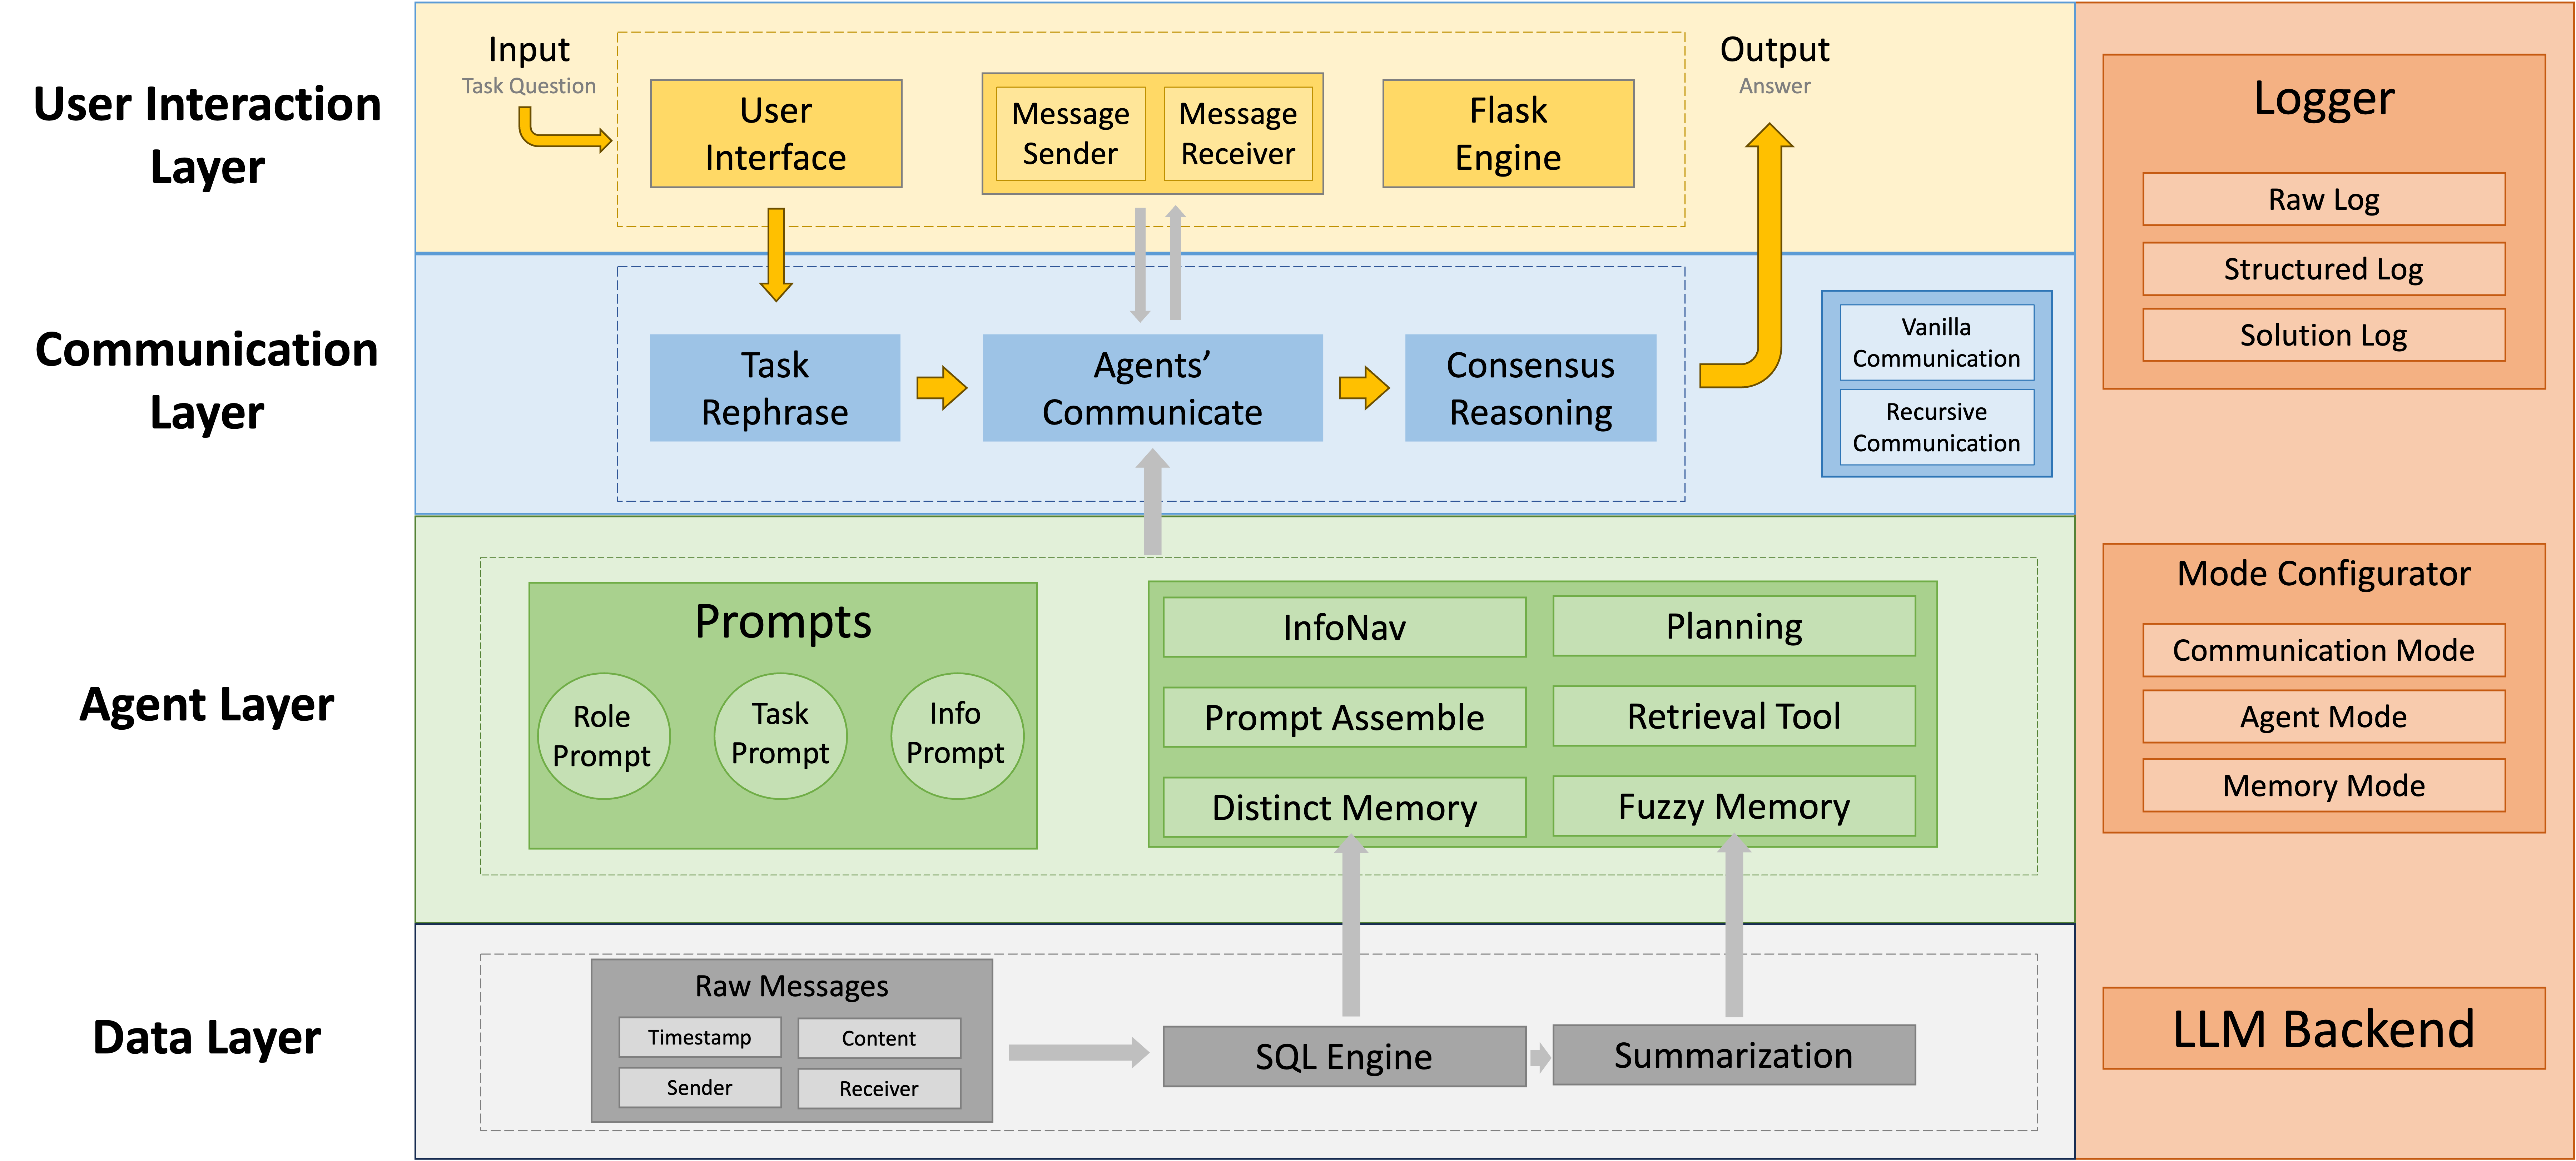 User Interaction
Layer
Input
Task Question
User
Interface
Message
Sender
Message
Receiver
Flask
Engine
Output
Answer
Communication
Layer
Task
Rephrase
Agents’
Communicate
Consensus
Reasoning
Vanilla
Communication
Recursive
Communication
Agent Layer
Prompts
Role
Prompt
Task
Prompt
Info
Prompt
InfoNav
Planning
Prompt Assemble
Retrieval Tool
Distinct Memory
Fuzzy Memory
Data Layer
Raw Messages
Timestamp
Content
Sender
Receiver
SQL Engine
Summarization
Logger
Raw Log
Structured Log
Solution Log
Mode Configurator
Communication Mode
Agent Mode
Memory Mode
LLM Backend